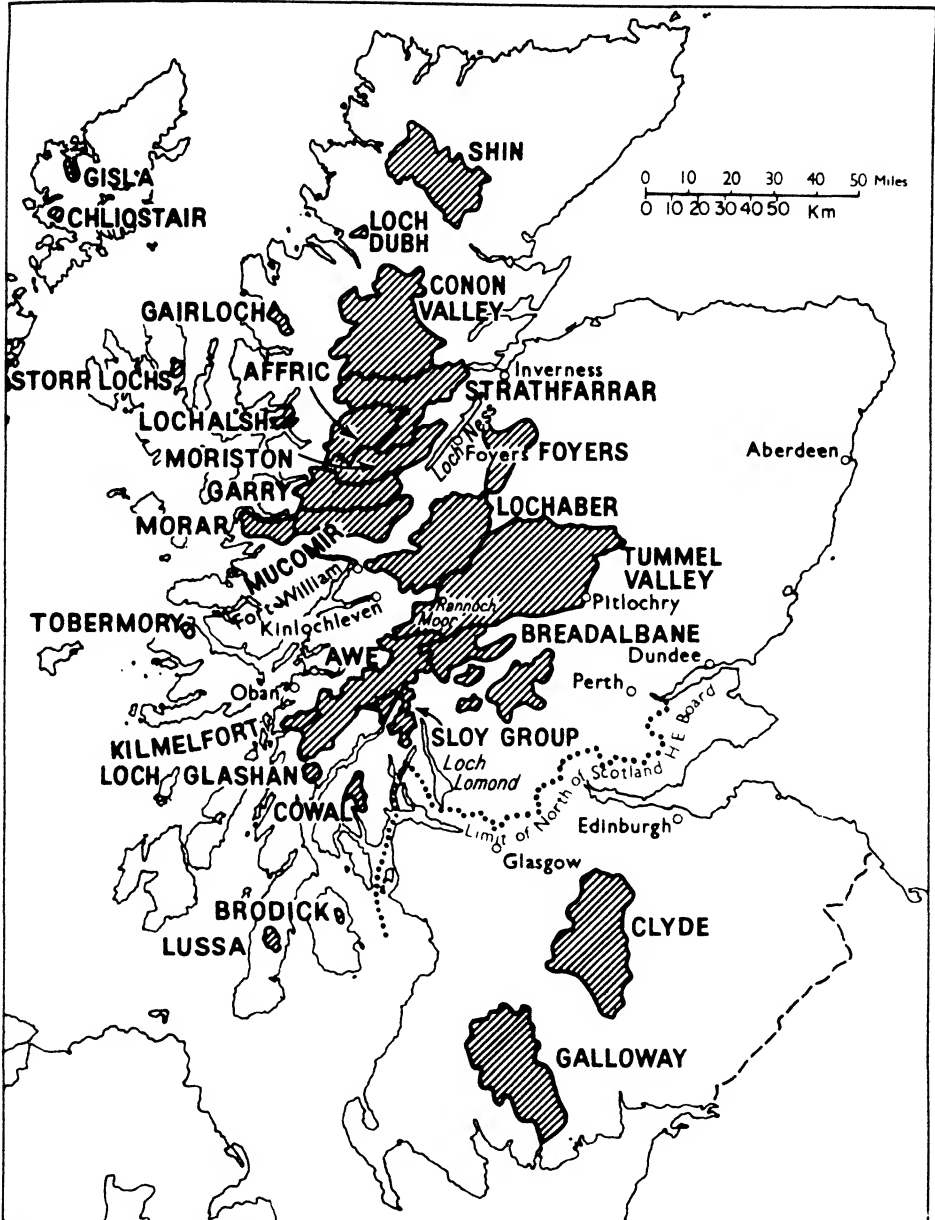 SHIN
GISLA
CHLIOSTAIR
0 10 20 30 40 50 Miles
0 10 20 30 40 50 Km
LOCH
DUBH
CONON
VALLEY
GAIRLOCH
AFFRIC
Inverness
STORR LOCHS
STRATHFARRAR
LOCHALSH
Loch Ness
MORISTON
Foyers
FOYERS
Aberdeen
GARRY
LOCHABER
MORAR
MUCOMIR
TUMMEL
VALLEY
Fort William
Pitlochry
Kinlochleven
Rannoch
Moor
TOBERMORY
BREADALBANE
AWE
Dundee
Oban
Perth
KILMELFORT
SLOY GROUP
LOCH GLASHAN
Loch
Lomond
COWAL
Limit of North of Scotland H E Board
Edinburgh
Glasgow
BRODICK
LUSSA
CLYDE
GALLOWAY